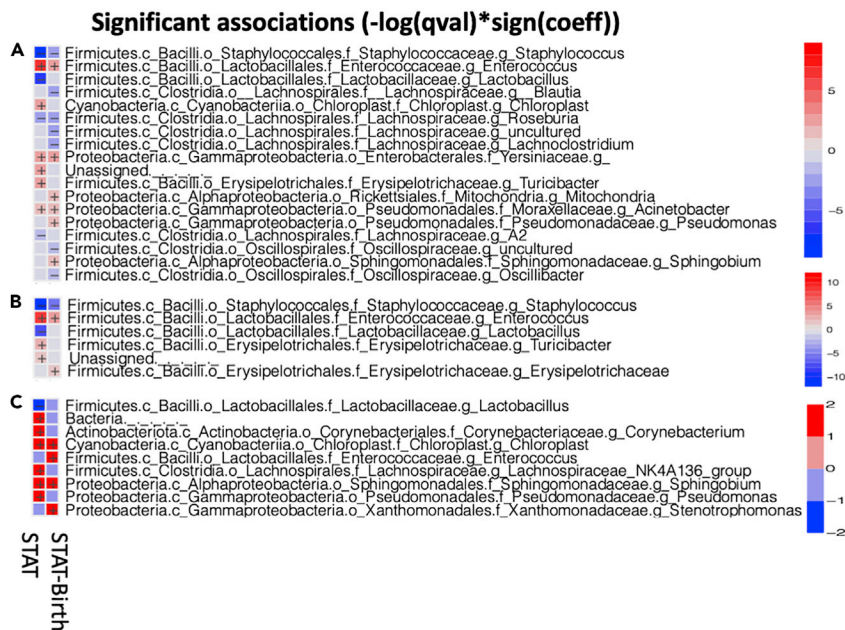 Significant associations (-log(qval)*sign(coeff))
A
Firmicutes.c_Bacilli.o_Staphylococcales.f_Staphylococcaceae.g_Staphylococcus
Firmicutes.c_Bacilli.o_Lactobacillales.f_Enterococcaceae.g_Enterococcus
Firmicutes.c_Bacilli.o_Lactobacillales.f_Lactobacillaceae.g_Lactobacillus
Firmicutes.c_Clostridia.o__Lachnospirales.f__Lachnospiraceae.g__Blautia
Cyanobacteria.c_Cyanobacteriia.o_Chloroplast.f_Chloroplast.g_Chloroplast
Firmicutes.c_Clostridia.o_Lachnospirales.f_Lachnospiraceae.g_Roseburia
Firmicutes.c_Clostridia.o_Lachnospirales.f_Lachnospiraceae.g_uncultured
Firmicutes.c_Clostridia.o_Lachnospirales.f_Lachnospiraceae.g_Lachnoclostridium
Proteobacteria.c_Gammaproteobacteria.o_Enterobacterales.f_Yersiniaceae.g_
Unassigned._._._._._
Firmicutes.c_Bacilli.o_Erysipelotrichales.f_Erysipelotrichaceae.g_Turicibacter
Proteobacteria.c_Alphaproteobacteria.o_Rickettsiales.f_Mitochondria.g_Mitochondria
Proteobacteria.c_Gammaproteobacteria.o_Pseudomonadales.f_Moraxellaceae.g_Acinetobacter
Proteobacteria.c_Gammaproteobacteria.o_Pseudomonadales.f_Pseudomonadaceae.g_Pseudomonas
Firmicutes.c_Clostridia.o_Lachnospirales.f_Lachnospiraceae.g_A2
Firmicutes.c_Clostridia.o_Oscillospirales.f_Oscillospiraceae.g_uncultured
Proteobacteria.c_Alphaproteobacteria.o_Sphingomonadales.f_Sphingomonadaceae.g_Sphingobium
Firmicutes.c_Clostridia.o_Oscillospirales.f_Oscillospiraceae.g_Oscillibacter
5
0
−5
B
Firmicutes.c_Bacilli.o_Staphylococcales.f_Staphylococcaceae.g_Staphylococcus
Firmicutes.c_Bacilli.o_Lactobacillales.f_Enterococcaceae.g_Enterococcus
Firmicutes.c_Bacilli.o_Lactobacillales.f_Lactobacillaceae.g_Lactobacillus
Firmicutes.c_Bacilli.o_Erysipelotrichales.f_Erysipelotrichaceae.g_Turicibacter
Unassigned._._._._._
Firmicutes.c_Bacilli.o_Erysipelotrichales.f_Erysipelotrichaceae.g_Erysipelotrichaceae
10
5
0
−5
−10
C
Firmicutes.c_Bacilli.o_Lactobacillales.f_Lactobacillaceae.g_Lactobacillus
Bacteria._._._._._
Actinobacteriota.c_Actinobacteria.o_Corynebacteriales.f_Corynebacteriaceae.g_Corynebacterium
Cyanobacteria.c_Cyanobacteriia.o_Chloroplast.f_Chloroplast.g_Chloroplast
Firmicutes.c_Bacilli.o_Lactobacillales.f_Enterococcaceae.g_Enterococcus
Firmicutes.c_Clostridia.o_Lachnospirales.f_Lachnospiraceae.g_Lachnospiraceae_NK4A136_group
Proteobacteria.c_Alphaproteobacteria.o_Sphingomonadales.f_Sphingomonadaceae.g_Sphingobium
Proteobacteria.c_Gammaproteobacteria.o_Pseudomonadales.f_Pseudomonadaceae.g_Pseudomonas
Proteobacteria.c_Gammaproteobacteria.o_Xanthomonadales.f_Xanthomonadaceae.g_Stenotrophomonas
2
1
0
−1
−2
STAT
STAT-Birth